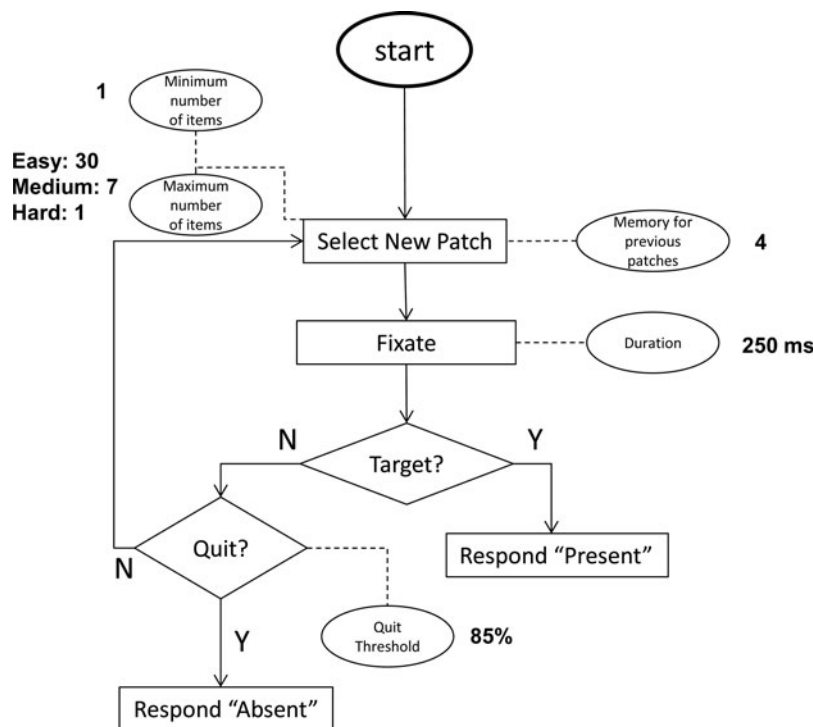 start
1
Minimum
number
of items
Easy: 30
Medium: 7
Hard: 1
Maximum
number
of items
Select New Patch
Memory for
previous
patches
4
Fixate
Duration
250 ms
N
Y
Target?
Quit?
N
Respond “Present”
Y
Quit
Threshold
85%
Respond “Absent”